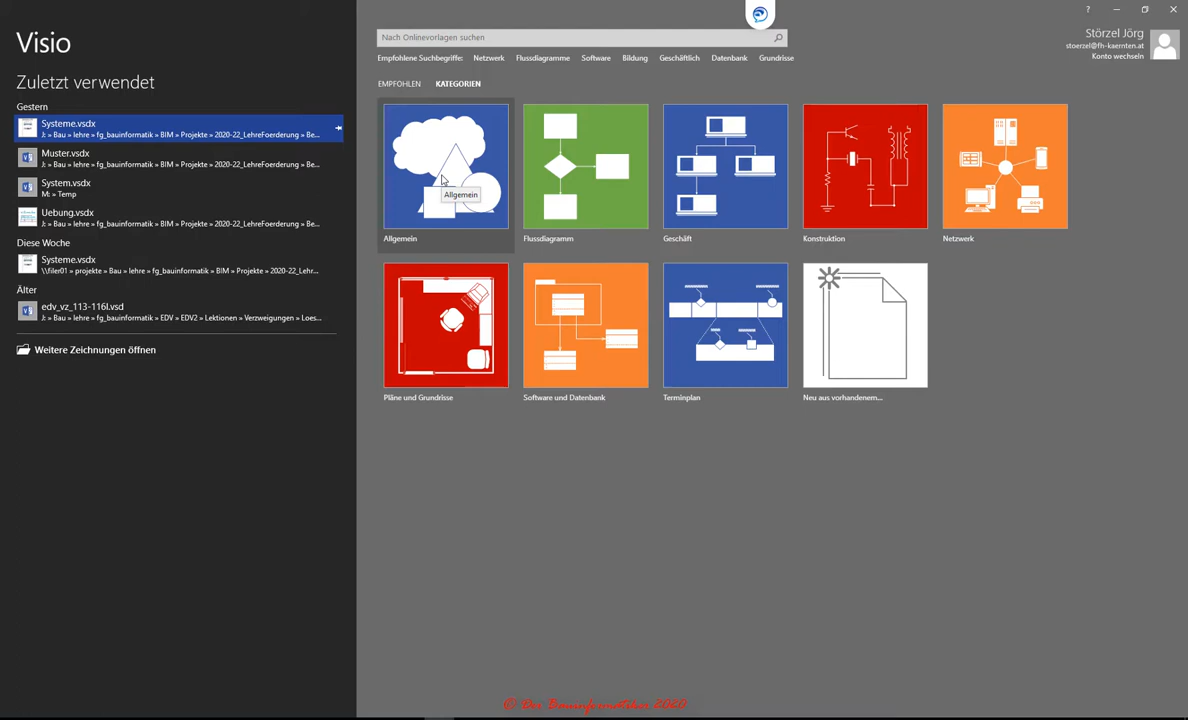 Visio
Zuletzt verwendet
Gestern
Systeme.vsdx
J: » Bau » lehre » fg_bauinformatik » BIM » Projekte » 2020-22_LehreFoerderung » Be...
Muster.vsdx
J: » Bau » lehre » fg_bauinformatik » BIM » Projekte » 2020-22_LehreFoerderung » Be...
System.vsdx
M: » Temp
Uebung.vsdx
J: » Bau » lehre » fg_bauinformatik » BIM » Projekte » 2020-22_LehreFoerderung » Be...
Diese Woche
Systeme.vsdx
\\filer01 » projekte » Bau » lehre » fg_bauinformatik » BIM » Projekte » 2020-22_Lehr...
Älter
edv_vz_113-116l.vsd
J: » Bau » lehre » fg_bauinformatik » EDV » EDV2 » Lektionen » Verzweigungen » Loes...
Weitere Zeichnungen öffnen
?
Nach Onlinevorlagen suchen
Störzel Jörg
stoerzel@fh-kaernten.at
Konto wechseln
Empfohlene Suchbegriffe: Netzwerk Flussdiagramme Software Bildung Geschäftlich Datenbank Grundrisse
EMPFOHLEN KATEGORIEN
Allgemein
Allgemein Flussdiagramm Geschäft Konstruktion Netzwerk
Pläne und Grundrisse Software und Datenbank Terminplan Neu aus vorhandenem...
© Der Bauinformatiker 2020